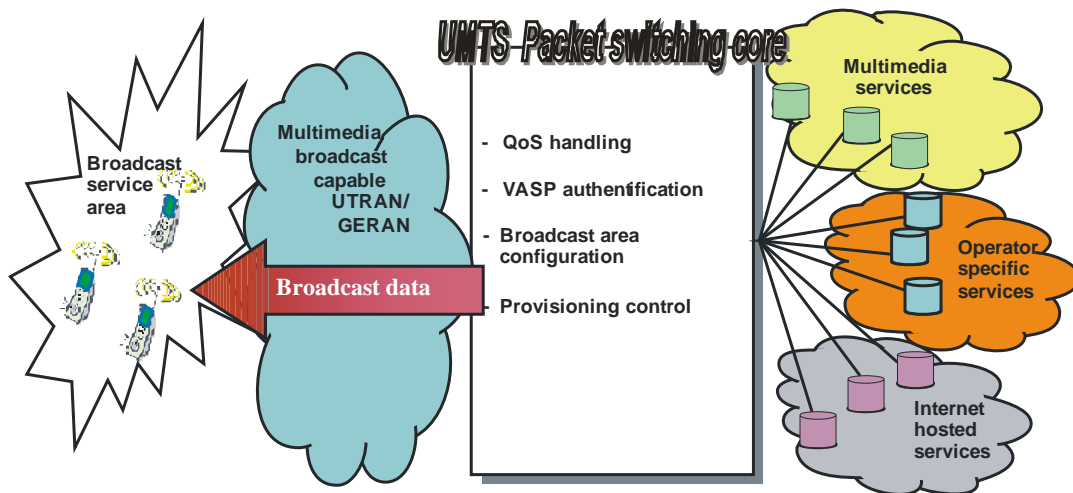 UMTS-Packet switching core
Broadcast
service
area
Multimedia
broadcast
capable
UTRAN/
GERAN
Broadcast data
- QoS handling
- VASP authentification
- Broadcast area
configuration
- Provisioning control
Multimedia
services
Operator
specific
services
Internet
hosted
services